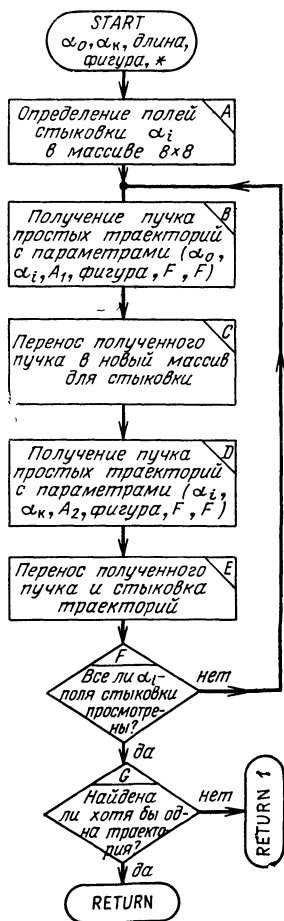 START
α₀, αк, длина,
фигура, *
A
Определение полей
стыковки αi
в массиве 8×8
B
Получение пучка
простых траекторий
с параметрами (α₀,
αi, A₁, фигура, F, F)
C
Перенос полученного
пучка в новый массив
для стыковки
D
Получение пучка
простых траекторий
с параметрами (αi,
αк, A₂, фигура, F, F)
E
Перенос полученного
пучка и стыковка
траекторий
F
Все ли αi-
поля стыковки
просмотре-
ны?
нет
да
G
Найдена
ли хотя бы од-
на траекто-
рия?
нет
RETURN 1
да
RETURN